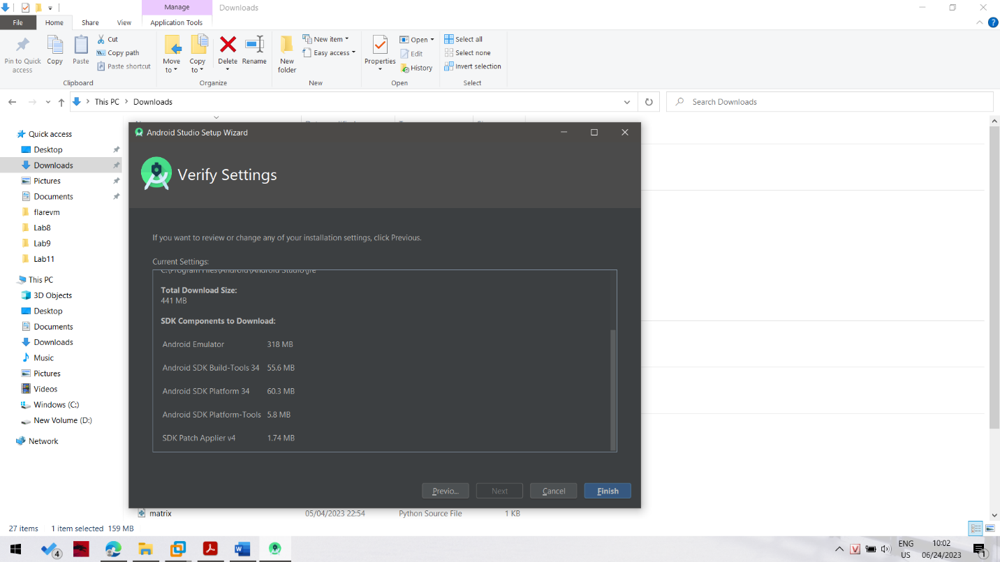 Manage
Downloads
File
Home
Share
View
Application Tools
Pin to Quick access
Copy
Paste
Cut
Copy path
Paste shortcut
Clipboard
Move to
Copy to
Delete
Rename
Organize
New folder
New item
Easy access
New
Properties
Open
Edit
History
Open
Select all
Select none
Invert selection
Select
This PC
Downloads
Search Downloads
Quick access
Desktop
Downloads
Pictures
Documents
flarevm
Lab8
Lab9
Lab11
This PC
3D Objects
Desktop
Documents
Downloads
Music
Pictures
Videos
Windows (C:)
New Volume (D:)
Network
Android Studio Setup Wizard
Verify Settings
If you want to review or change any of your installation settings, click Previous.
Current Settings:
C:\Program Files\Android\Android Studio\jre
Total Download Size:
441 MB
SDK Components to Download:
Android Emulator 318 MB
Android SDK Build-Tools 34 55.6 MB
Android SDK Platform 34 60.3 MB
Android SDK Platform-Tools 5.8 MB
SDK Patch Applier v4 1.74 MB
Previo...
Next
Cancel
Finish
matrix 05/04/2023 22:54 Python Source File 1 KB
27 items 1 item selected 159 MB
4
ENG
US
10:02
06/24/2023
1